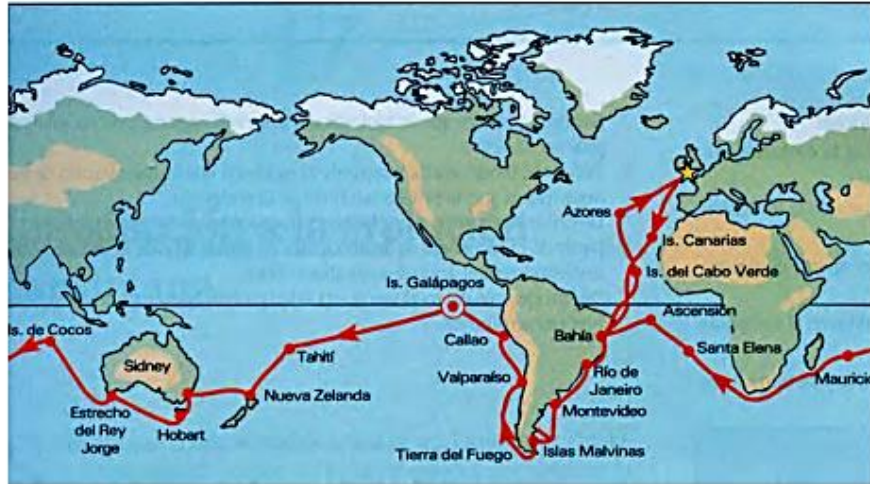 Azores
Is. Canarias
Is. del Cabo Verde
Is. Galápagos
Is. de Cocos
Ascensión
Callao
Bahía
Sidney
Tahití
Santa Elena
Mauricio
Valparaíso
Río de
Janeiro
Nueva Zelanda
Montevideo
Estrecho
del Rey
Jorge
Hobart
Tierra del Fuego
Islas Malvinas